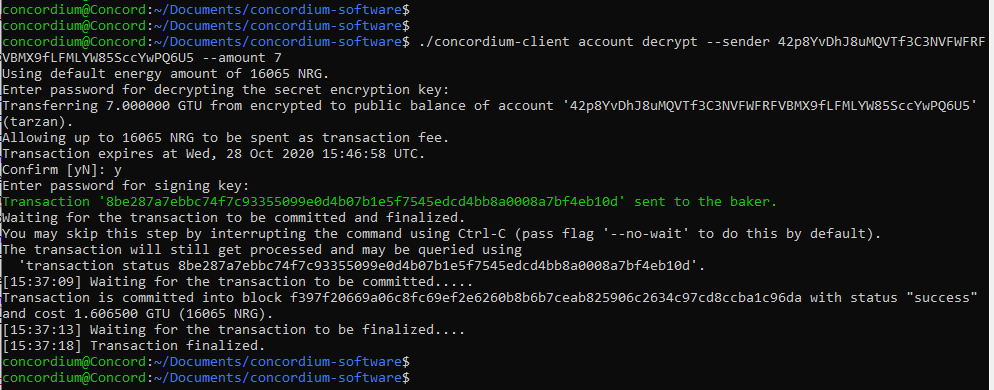 concordium@Concord:~/Documents/concordium-software$
concordium@Concord:~/Documents/concordium-software$
concordium@Concord:~/Documents/concordium-software$ ./concordium-client account decrypt --sender 42p8YvDhJ8uMQVTf3C3NVFWFRF
VBMX9fLFMLYW85SccYwPQ6U5 --amount 7
Using default energy amount of 16065 NRG.
Enter password for decrypting the secret encryption key:
Transferring 7.000000 GTU from encrypted to public balance of account '42p8YvDhJ8uMQVTf3C3NVFWFRFVBMX9fLFMLYW85SccYwPQ6U5'
(tarzan).
Allowing up to 16065 NRG to be spent as transaction fee.
Transaction expires at Wed, 28 Oct 2020 15:46:58 UTC.
Confirm [yN]: y
Enter password for signing key:
Transaction '8be287a7ebbc74f7c93355099e0d4b07b1e5f7545edcd4bb8a0008a7bf4eb10d' sent to the baker.
Waiting for the transaction to be committed and finalized.
You may skip this step by interrupting the command using Ctrl-C (pass flag '--no-wait' to do this by default).
The transaction will still get processed and may be queried using
  'transaction status 8be287a7ebbc74f7c93355099e0d4b07b1e5f7545edcd4bb8a0008a7bf4eb10d'.
[15:37:09] Waiting for the transaction to be committed.....
Transaction is committed into block f397f20669a06c8fc69ef2e6260b8b6b7ceab825906c2634c97cd8ccba1c96da with status "success"
and cost 1.606500 GTU (16065 NRG).
[15:37:13] Waiting for the transaction to be finalized....
[15:37:18] Transaction finalized.
concordium@Concord:~/Documents/concordium-software$
concordium@Concord:~/Documents/concordium-software$